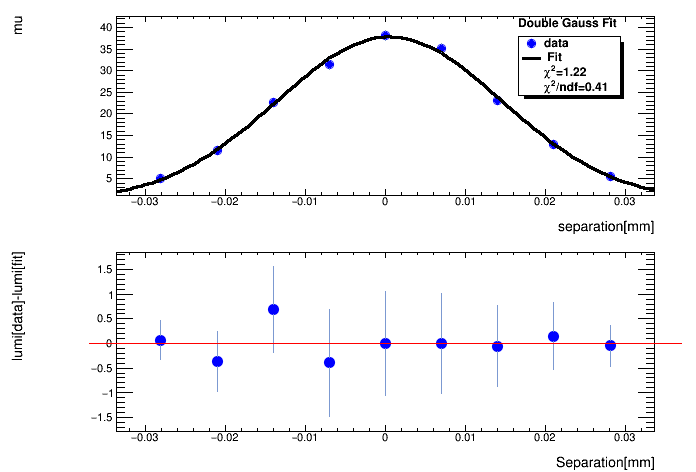 mu
Double Gauss Fit
data
Fit
χ²=1.22
χ²/ndf=0.41
40
35
30
25
20
15
10
5
−0.03 −0.02 −0.01 0 0.01 0.02 0.03
separation[mm]
lumi[data]-lumi[fit]
1.5
1
0.5
0
−0.5
−1
−1.5
−0.03 −0.02 −0.01 0 0.01 0.02 0.03
Separation[mm]